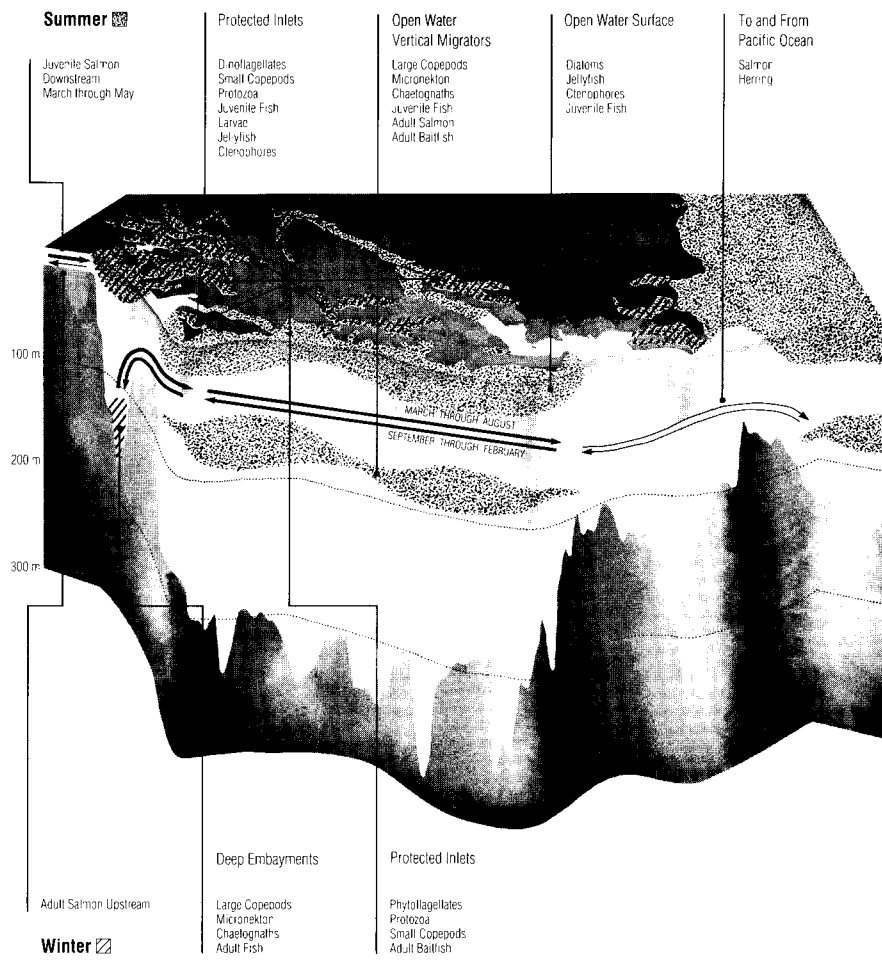 Summer
Juvenile Salmon
Downstream
March through May
Protected Inlets
Dinoflagellates
Small Copepods
Protozoa
Juvenile Fish
Larvae
Jellyfish
Ctenophores
Open Water
Vertical Migrators
Large Copepods
Micronekton
Chaetognaths
Juvenile Fish
Adult Salmon
Adult Baitfish
Open Water Surface
Diatoms
Jellyfish
Ctenophores
Juvenile Fish
To and From
Pacific Ocean
Salmon
Herring
100 m
200 m
300 m
MARCH THROUGH AUGUST
SEPTEMBER THROUGH FEBRUARY
Adult Salmon Upstream
Winter
Deep Embayments
Large Copepods
Micronekton
Chaetognaths
Adult Fish
Protected Inlets
Phytoflagellates
Protozoa
Small Copepods
Adult Baitfish